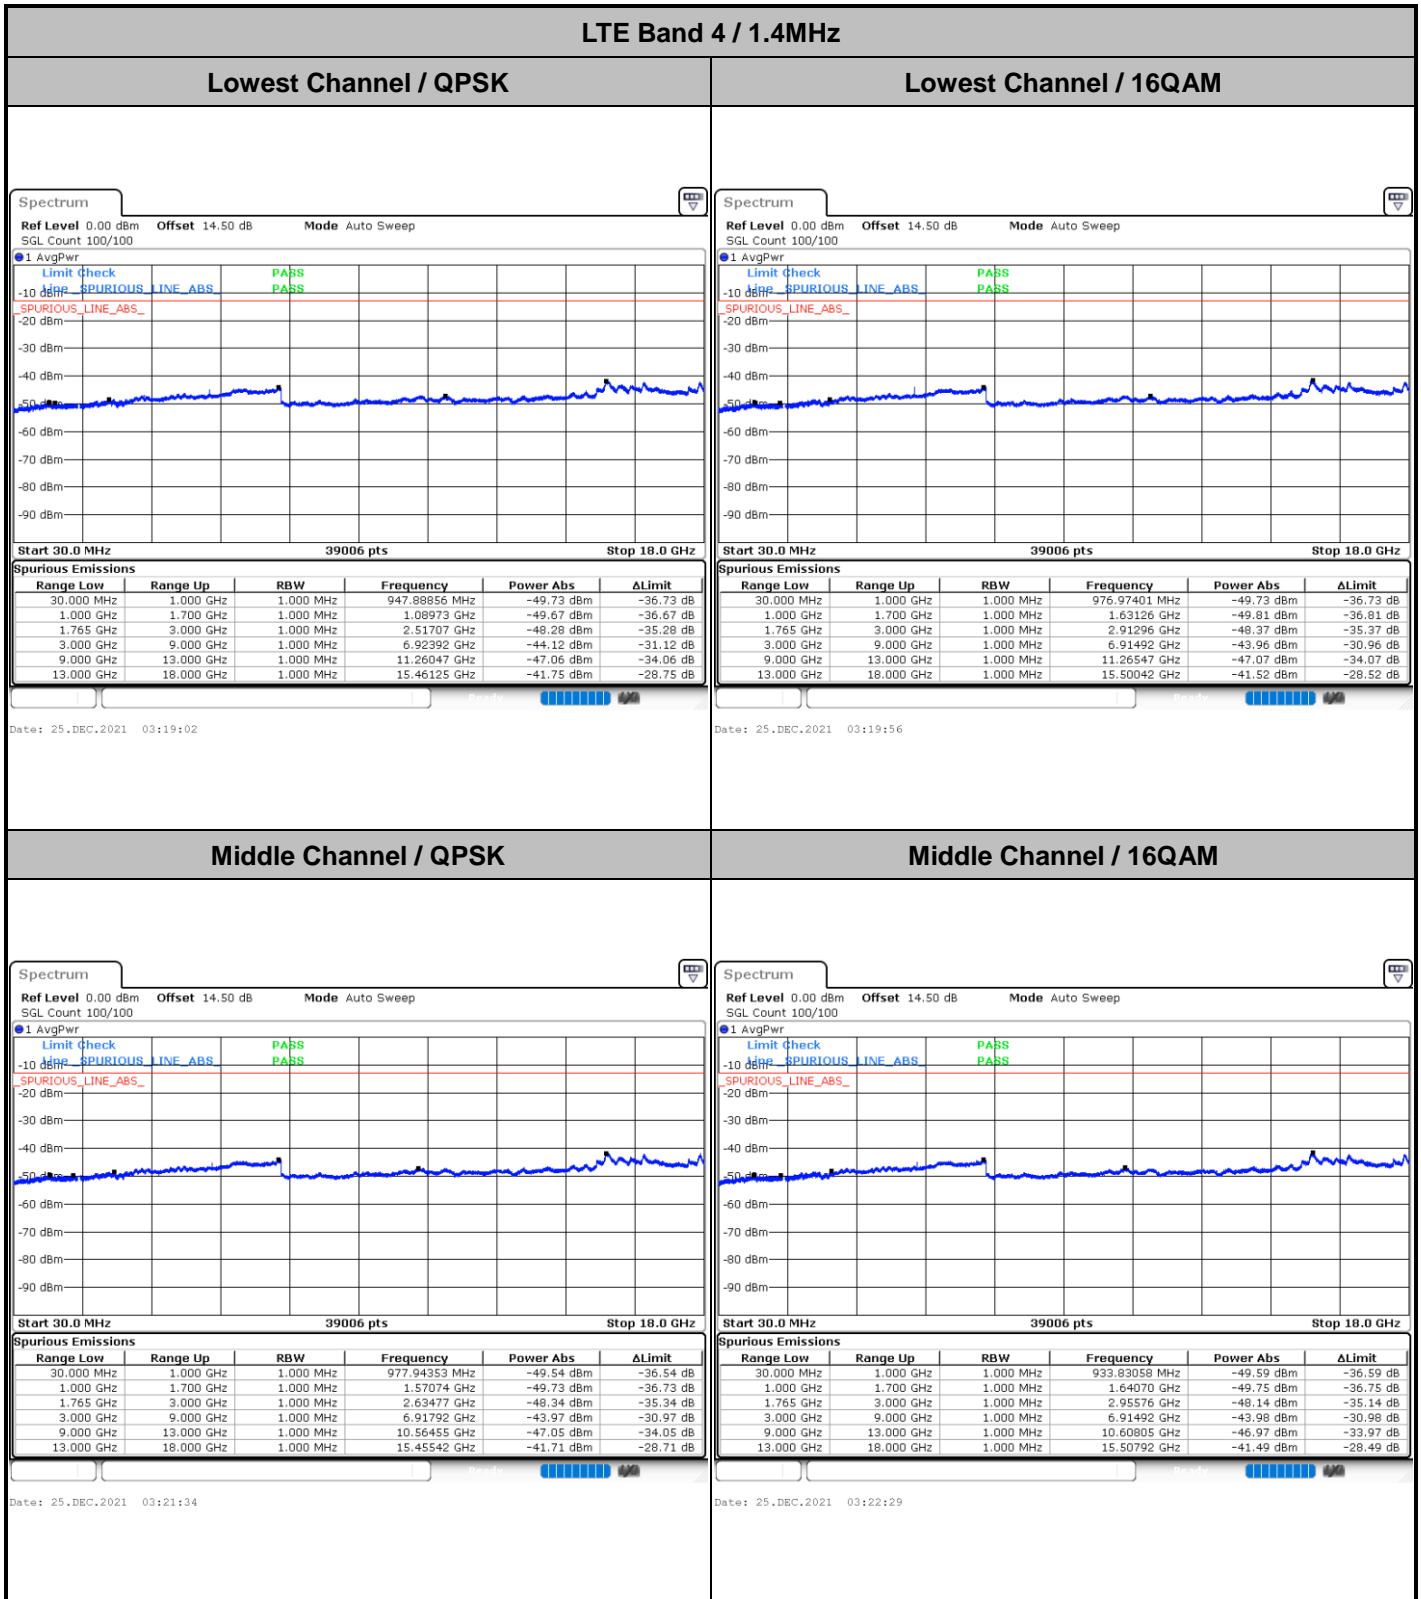 LTE Band 4 / 1.4MHz
Lowest Channel / QPSK
Lowest Channel / 16QAM
Spectrum
Ref Level 0.00 dBm Offset 14.50 dB Mode Auto Sweep
SGL Count 100/100
1 AvgPwr
Limit Check PASS
Line _SPURIOUS_LINE_ABS_ PASS
-10 dBm
_SPURIOUS_LINE_ABS_
-20 dBm
-30 dBm
-40 dBm
-50 dBm
-60 dBm
-70 dBm
-80 dBm
-90 dBm
Start 30.0 MHz 39006 pts Stop 18.0 GHz
Spurious Emissions
Range Low Range Up RBW Frequency Power Abs ΔLimit
30.000 MHz 1.000 GHz 1.000 MHz 947.88856 MHz -49.73 dBm -36.73 dB
1.000 GHz 1.700 GHz 1.000 MHz 1.08973 GHz -49.67 dBm -36.67 dB
1.765 GHz 3.000 GHz 1.000 MHz 2.51707 GHz -48.28 dBm -35.28 dB
3.000 GHz 9.000 GHz 1.000 MHz 6.92392 GHz -44.12 dBm -31.12 dB
9.000 GHz 13.000 GHz 1.000 MHz 11.26047 GHz -47.06 dBm -34.06 dB
13.000 GHz 18.000 GHz 1.000 MHz 15.46125 GHz -41.75 dBm -28.75 dB
Date: 25.DEC.2021 03:19:02
Spectrum
Ref Level 0.00 dBm Offset 14.50 dB Mode Auto Sweep
SGL Count 100/100
1 AvgPwr
Limit Check PASS
Line _SPURIOUS_LINE_ABS_ PASS
-10 dBm
_SPURIOUS_LINE_ABS_
-20 dBm
-30 dBm
-40 dBm
-50 dBm
-60 dBm
-70 dBm
-80 dBm
-90 dBm
Start 30.0 MHz 39006 pts Stop 18.0 GHz
Spurious Emissions
Range Low Range Up RBW Frequency Power Abs ΔLimit
30.000 MHz 1.000 GHz 1.000 MHz 976.97401 MHz -49.73 dBm -36.73 dB
1.000 GHz 1.700 GHz 1.000 MHz 1.63126 GHz -49.81 dBm -36.81 dB
1.765 GHz 3.000 GHz 1.000 MHz 2.91296 GHz -48.37 dBm -35.37 dB
3.000 GHz 9.000 GHz 1.000 MHz 6.91492 GHz -43.96 dBm -30.96 dB
9.000 GHz 13.000 GHz 1.000 MHz 11.26547 GHz -47.07 dBm -34.07 dB
13.000 GHz 18.000 GHz 1.000 MHz 15.50042 GHz -41.52 dBm -28.52 dB
Date: 25.DEC.2021 03:19:56
Middle Channel / QPSK
Middle Channel / 16QAM
Spectrum
Ref Level 0.00 dBm Offset 14.50 dB Mode Auto Sweep
SGL Count 100/100
1 AvgPwr
Limit Check PASS
Line _SPURIOUS_LINE_ABS_ PASS
-10 dBm
_SPURIOUS_LINE_ABS_
-20 dBm
-30 dBm
-40 dBm
-50 dBm
-60 dBm
-70 dBm
-80 dBm
-90 dBm
Start 30.0 MHz 39006 pts Stop 18.0 GHz
Spurious Emissions
Range Low Range Up RBW Frequency Power Abs ΔLimit
30.000 MHz 1.000 GHz 1.000 MHz 977.94353 MHz -49.54 dBm -36.54 dB
1.000 GHz 1.700 GHz 1.000 MHz 1.57074 GHz -49.73 dBm -36.73 dB
1.765 GHz 3.000 GHz 1.000 MHz 2.63477 GHz -48.34 dBm -35.34 dB
3.000 GHz 9.000 GHz 1.000 MHz 6.91792 GHz -43.97 dBm -30.97 dB
9.000 GHz 13.000 GHz 1.000 MHz 10.56455 GHz -47.05 dBm -34.05 dB
13.000 GHz 18.000 GHz 1.000 MHz 15.45542 GHz -41.71 dBm -28.71 dB
Date: 25.DEC.2021 03:21:34
Spectrum
Ref Level 0.00 dBm Offset 14.50 dB Mode Auto Sweep
SGL Count 100/100
1 AvgPwr
Limit Check PASS
Line _SPURIOUS_LINE_ABS_ PASS
-10 dBm
_SPURIOUS_LINE_ABS_
-20 dBm
-30 dBm
-40 dBm
-50 dBm
-60 dBm
-70 dBm
-80 dBm
-90 dBm
Start 30.0 MHz 39006 pts Stop 18.0 GHz
Spurious Emissions
Range Low Range Up RBW Frequency Power Abs ΔLimit
30.000 MHz 1.000 GHz 1.000 MHz 933.83058 MHz -49.59 dBm -36.59 dB
1.000 GHz 1.700 GHz 1.000 MHz 1.64070 GHz -49.75 dBm -36.75 dB
1.765 GHz 3.000 GHz 1.000 MHz 2.95576 GHz -48.14 dBm -35.14 dB
3.000 GHz 9.000 GHz 1.000 MHz 6.91492 GHz -43.98 dBm -30.98 dB
9.000 GHz 13.000 GHz 1.000 MHz 10.60805 GHz -46.97 dBm -33.97 dB
13.000 GHz 18.000 GHz 1.000 MHz 15.50792 GHz -41.49 dBm -28.49 dB
Date: 25.DEC.2021 03:22:29